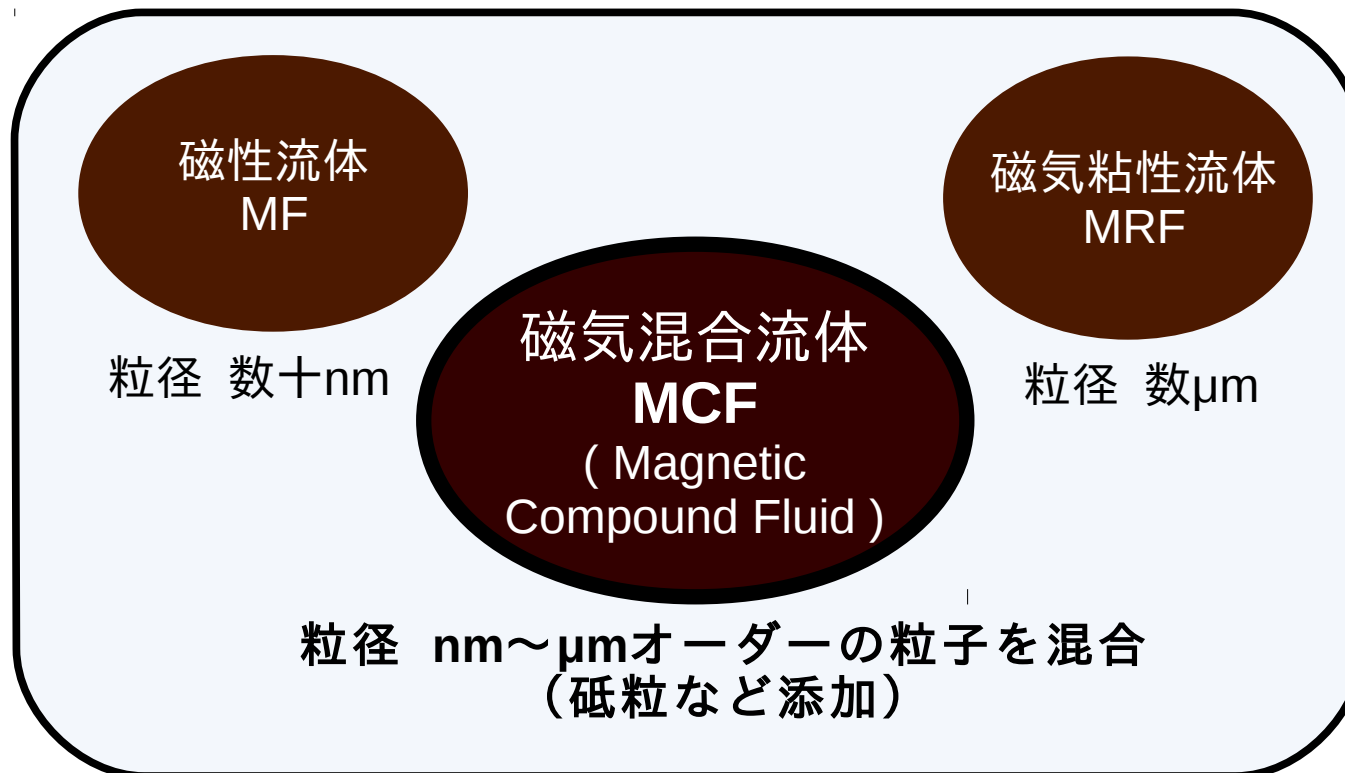 磁性流体
MF
粒径 数十nm
磁気粘性流体
MRF
粒径 数μm
磁気混合流体
MCF
( Magnetic
Compound Fluid )
粒径 nm～μmオーダーの粒子を混合
（砥粒など添加）